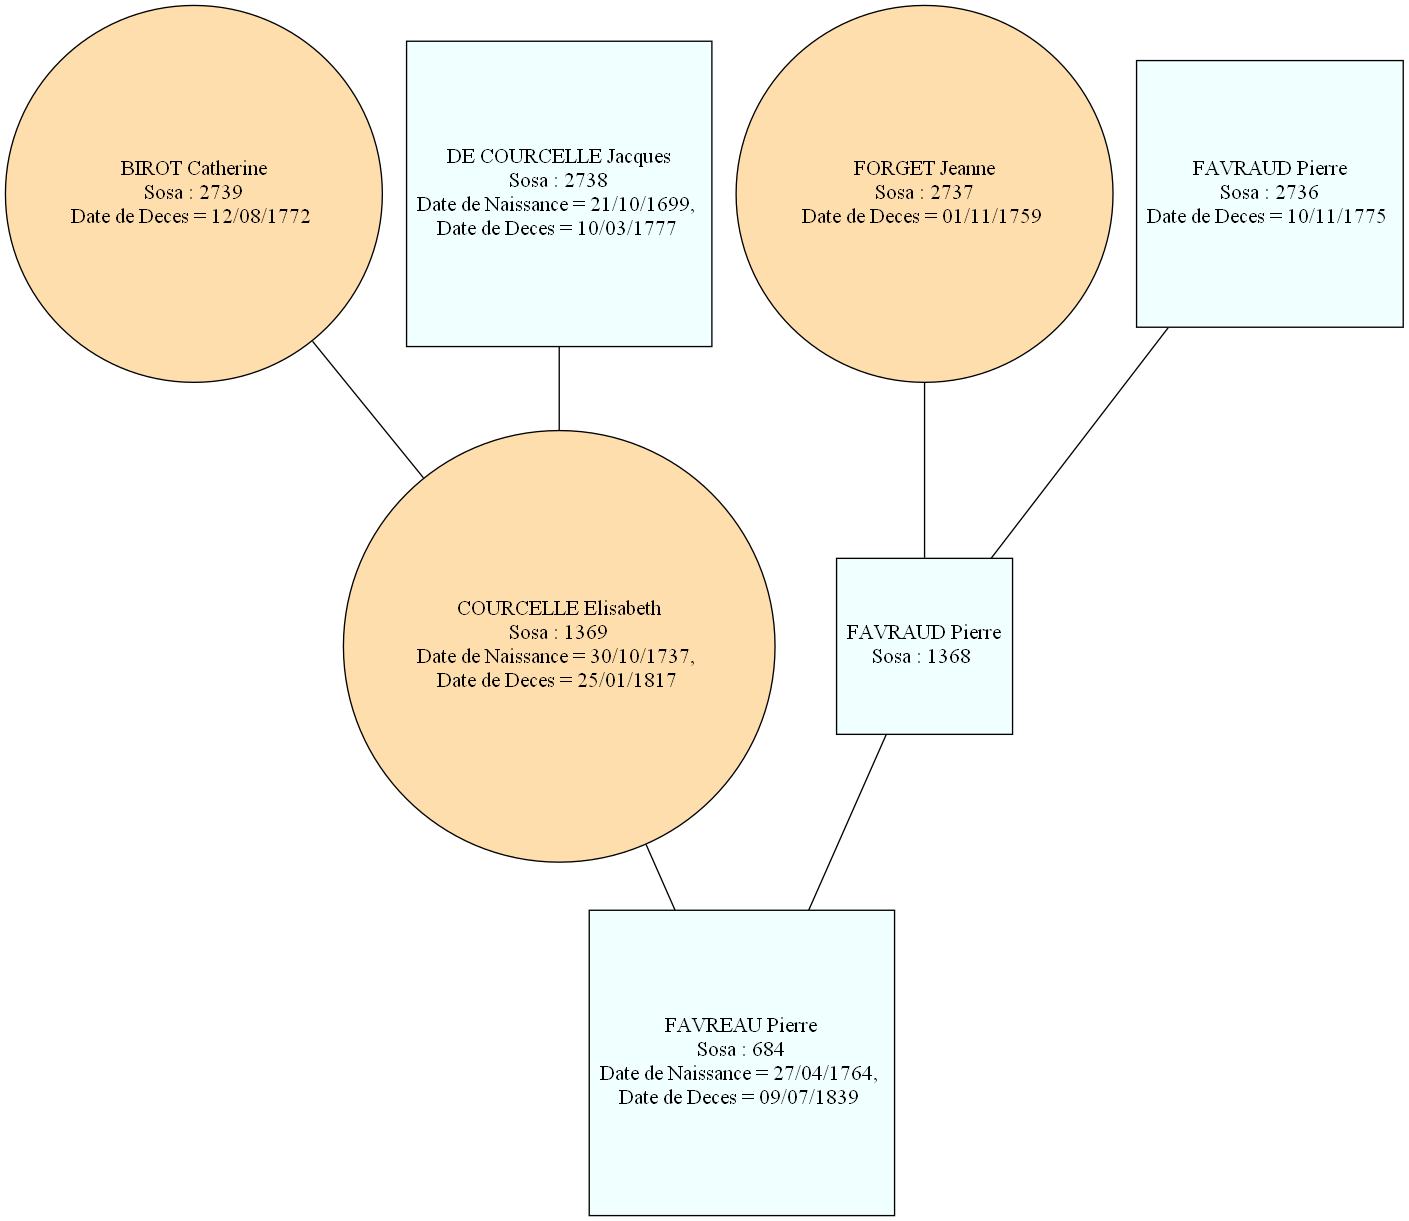 BIROT Catherine
Sosa : 2739
Date de Deces = 12/08/1772
DE COURCELLE Jacques
Sosa : 2738
Date de Naissance = 21/10/1699,
Date de Deces = 10/03/1777
FORGET Jeanne
Sosa : 2737
Date de Deces = 01/11/1759
FAVRAUD Pierre
Sosa : 2736
Date de Deces = 10/11/1775
COURCELLE Elisabeth
Sosa : 1369
Date de Naissance = 30/10/1737,
Date de Deces = 25/01/1817
FAVRAUD Pierre
Sosa : 1368
FAVREAU Pierre
Sosa : 684
Date de Naissance = 27/04/1764,
Date de Deces = 09/07/1839